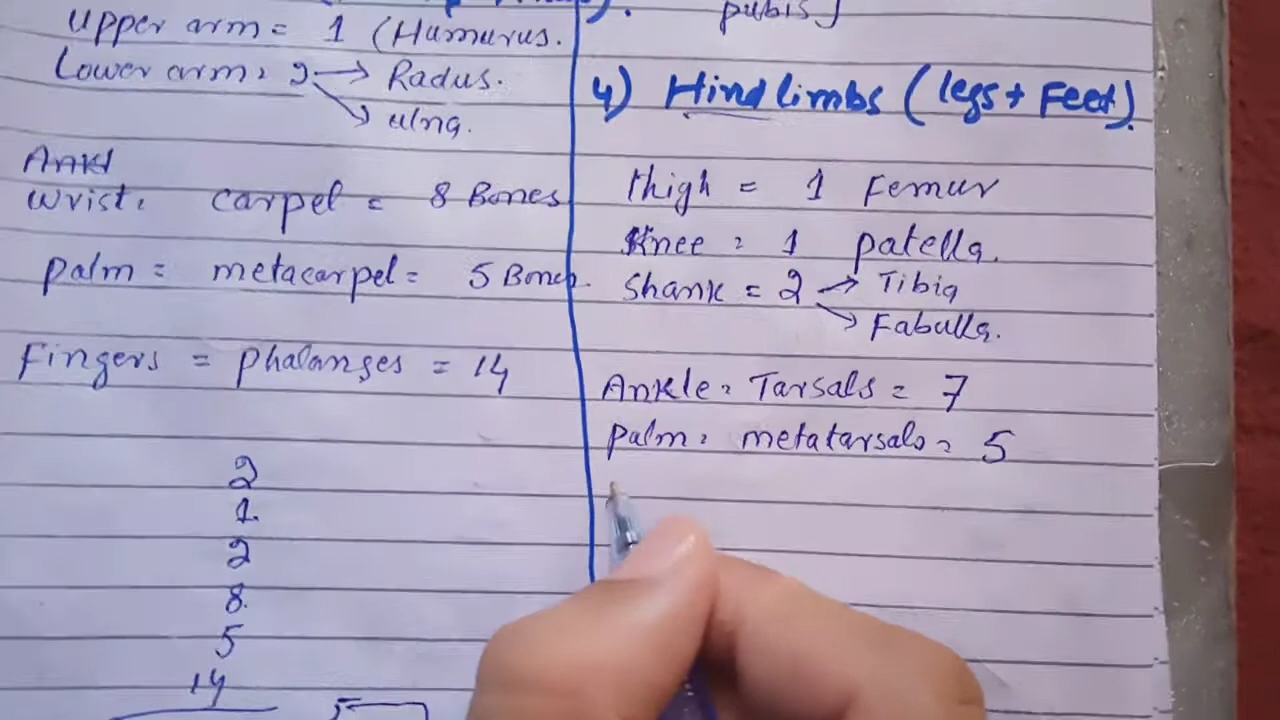 upper arm = 1 (Humurus.
Lower arm = 2 → Radus.
↘ ulna.
Ankl
wrist = carpel = 8 Bones
palm = metacarpel = 5 Bones.
Fingers = phalanges = 14
2
1
2
8
5
14
pubis)
4) Hind limbs (legs + Feet).
thigh = 1 Femur
Knee = 1 patella.
Shank = 2 → Tibia
↘ Fabulla.
Ankle = Tarsals = 7
palm = metatarsals = 5